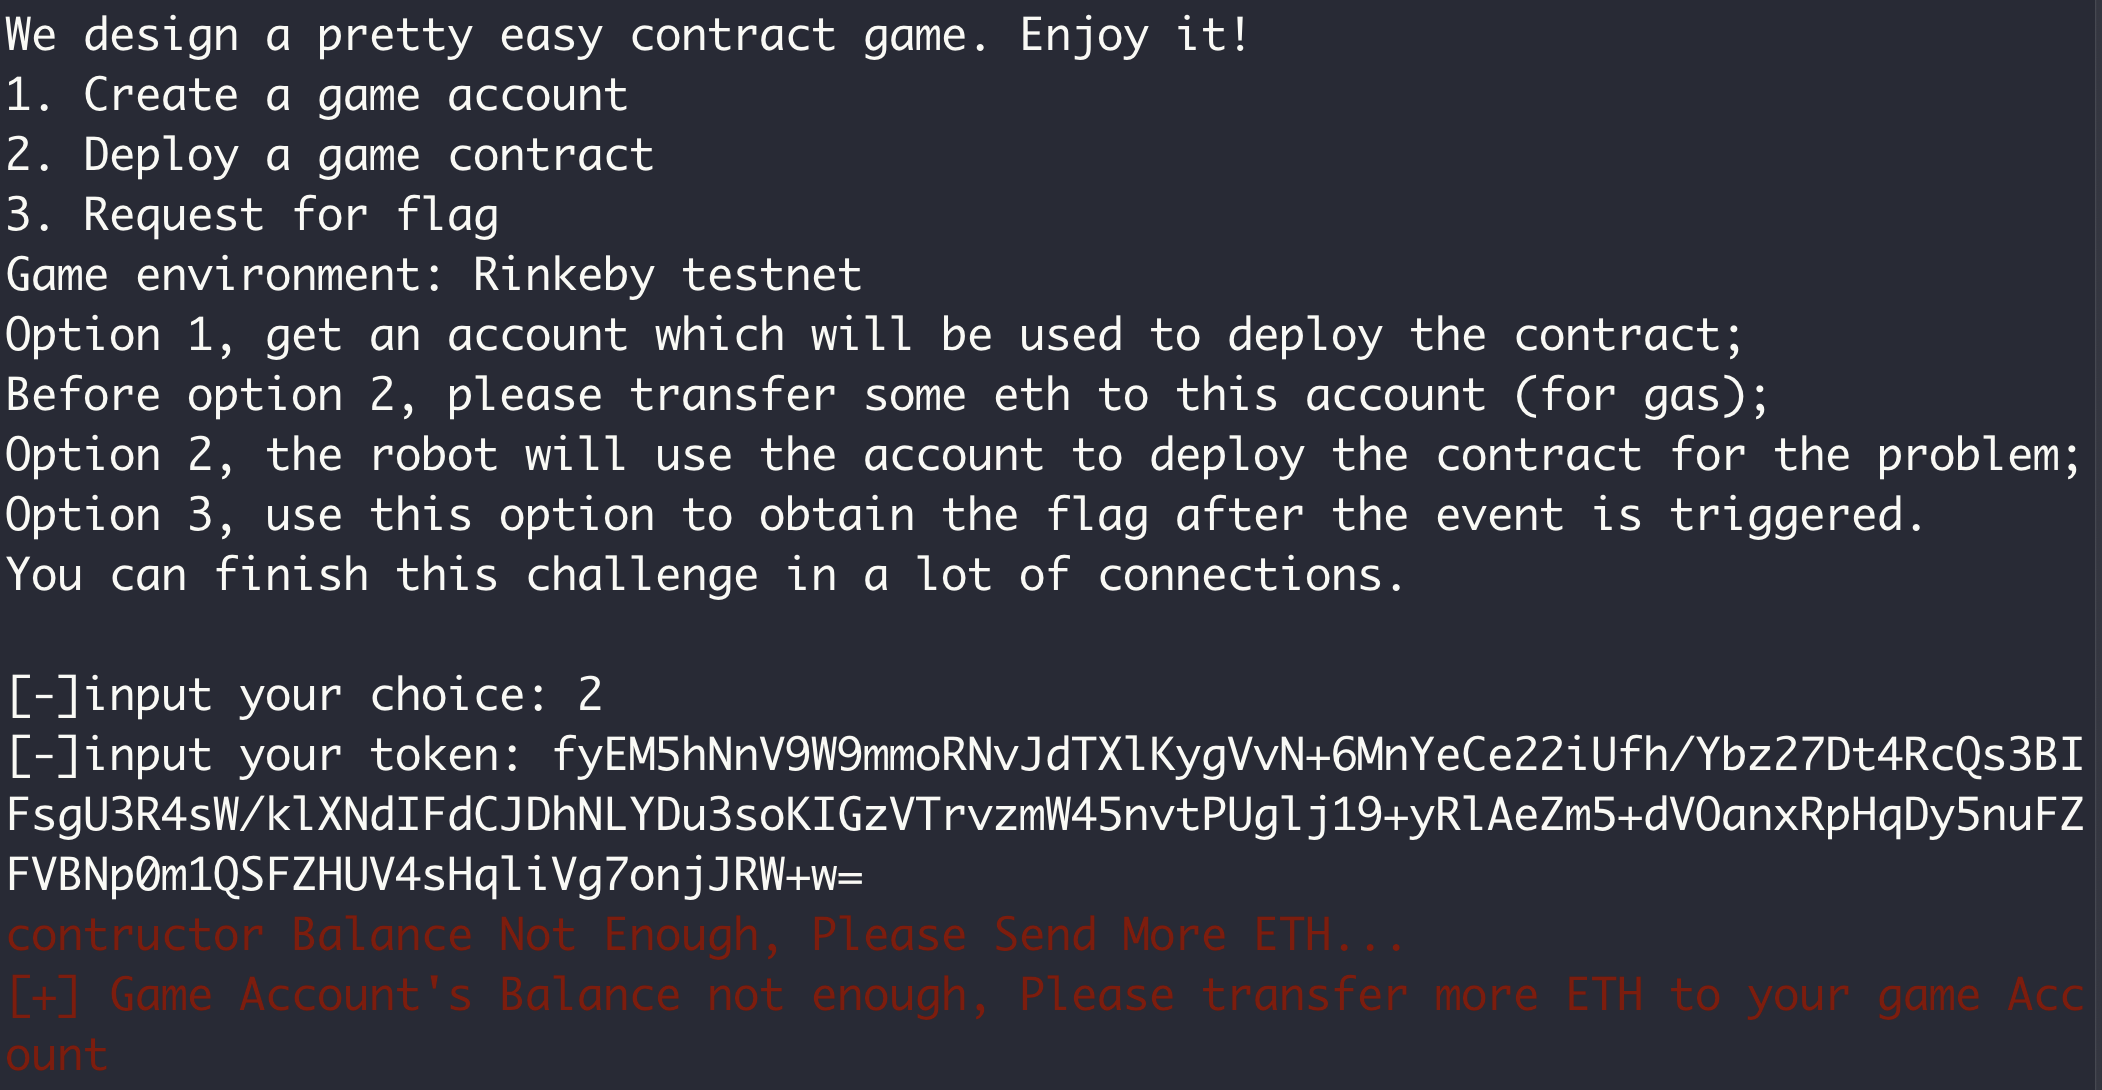 We design a pretty easy contract game. Enjoy it!
1. Create a game account
2. Deploy a game contract
3. Request for flag
Game environment: Rinkeby testnet
Option 1, get an account which will be used to deploy the contract;
Before option 2, please transfer some eth to this account (for gas);
Option 2, the robot will use the account to deploy the contract for the problem;
Option 3, use this option to obtain the flag after the event is triggered.
You can finish this challenge in a lot of connections.
[-]input your choice: 2
[-]input your token: fyEM5hNnV9W9mmoRNvJdTXlKygVvN+6MnYeCe22iUfh/Ybz27Dt4RcQs3BI
FsgU3R4sW/klXNdIFdCJDhNLYDu3soKIGzVTrvzmW45nvtPUglj19+yRlAeZm5+dVOanxRpHqDy5nuFZ
FVBNp0m1QSFZHUV4sHqliVg7onjJRW+w=
contructor Balance Not Enough, Please Send More ETH...
[+] Game Account's Balance not enough, Please transfer more ETH to your game Acc
ount